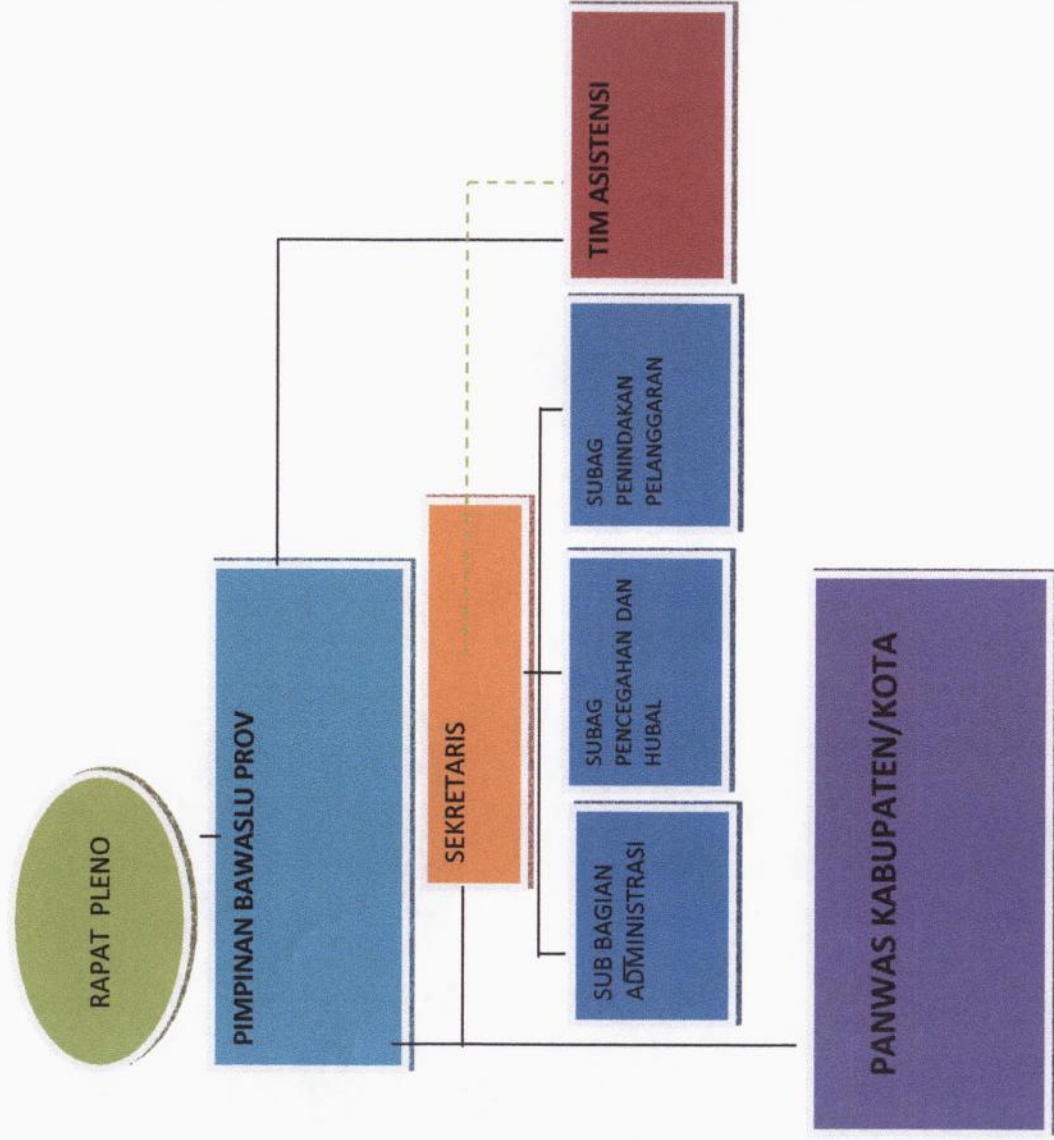 RAPAT PLENO
PIMPINAN BAWASLU PROV
SEKRETARIS
SUB BAGIAN
ADMINISTRASI
SUBAG
PENCEGAHAN DAN
HUBAL
SUBAG
PENINDAKAN
PELANGGARAN
TIM ASISTENSI
PANWAS KABUPATEN/KOTA